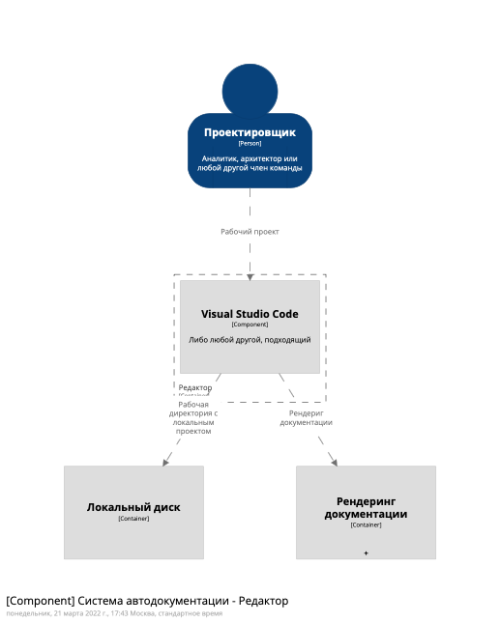 Проектировщик
[Person]
Аналитик, архитектор или
любой другой член команды
Рабочий проект
Visual Studio Code
[Component]
Либо любой другой, подходящий
Редактор
[Container]
Рабочая
директория с
локальным
проектом
Рендериг
документации
Локальный диск
[Container]
Рендеринг
документации
[Container]
+
[Component] Система автодокументации - Редактор
понедельник, 21 марта 2022 г., 17:43 Москва, стандартное время